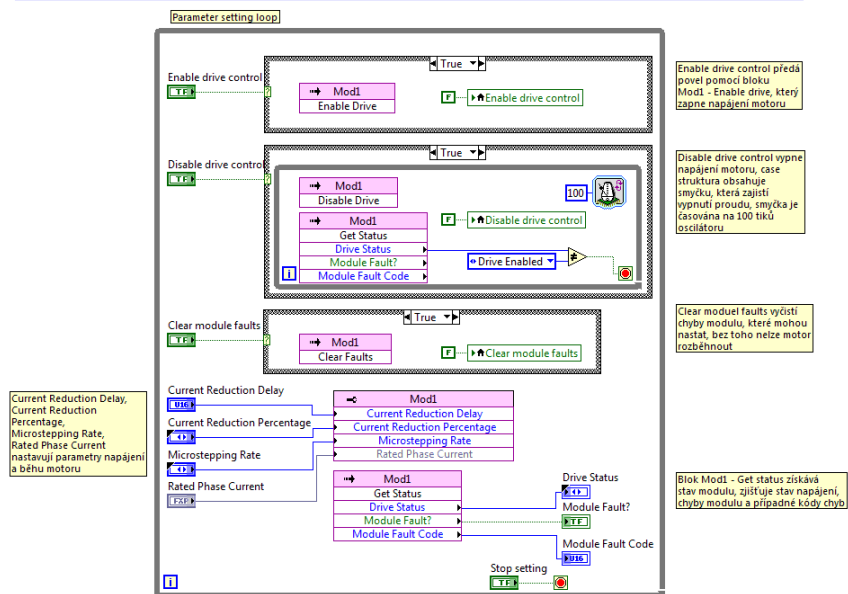 Parameter setting loop
True
Enable drive control
TF
?
Mod1
Enable Drive
F
Enable drive control
Enable drive control předá
povel pomocí bloku
Mod1 - Enable drive, který
zapne napájení motoru
True
Disable drive control
TF
?
Mod1
Disable Drive
100
Mod1
Get Status
Drive Status
Module Fault?
Module Fault Code
F
Disable drive control
Drive Enabled
≠
i
Disable drive control vypne
napájení motoru, case
struktura obsahuje
smyčku, která zajistí
vypnutí proudu, smyčka je
časována na 100 tiků
oscilátoru
True
Clear module faults
TF
?
Mod1
Clear Faults
F
Clear module faults
Clear moduel faults vyčistí
chyby modulu, které mohou
nastat, bez toho nelze motor
rozběhnout
Current Reduction Delay,
Current Reduction
Percentage,
Microstepping Rate,
Rated Phase Current
nastavují parametry napájení
a běhu motoru
Current Reduction Delay
U16
Current Reduction Percentage
Microstepping Rate
Rated Phase Current
FXP
Mod1
Current Reduction Delay
Current Reduction Percentage
Microstepping Rate
Rated Phase Current
Mod1
Get Status
Drive Status
Module Fault?
Module Fault Code
Drive Status
Module Fault?
TF
Module Fault Code
U16
Blok Mod1 - Get status získává
stav modulu, zjišťuje stav napájení,
chyby modulu a případné kódy chyb
Stop setting
TF
i